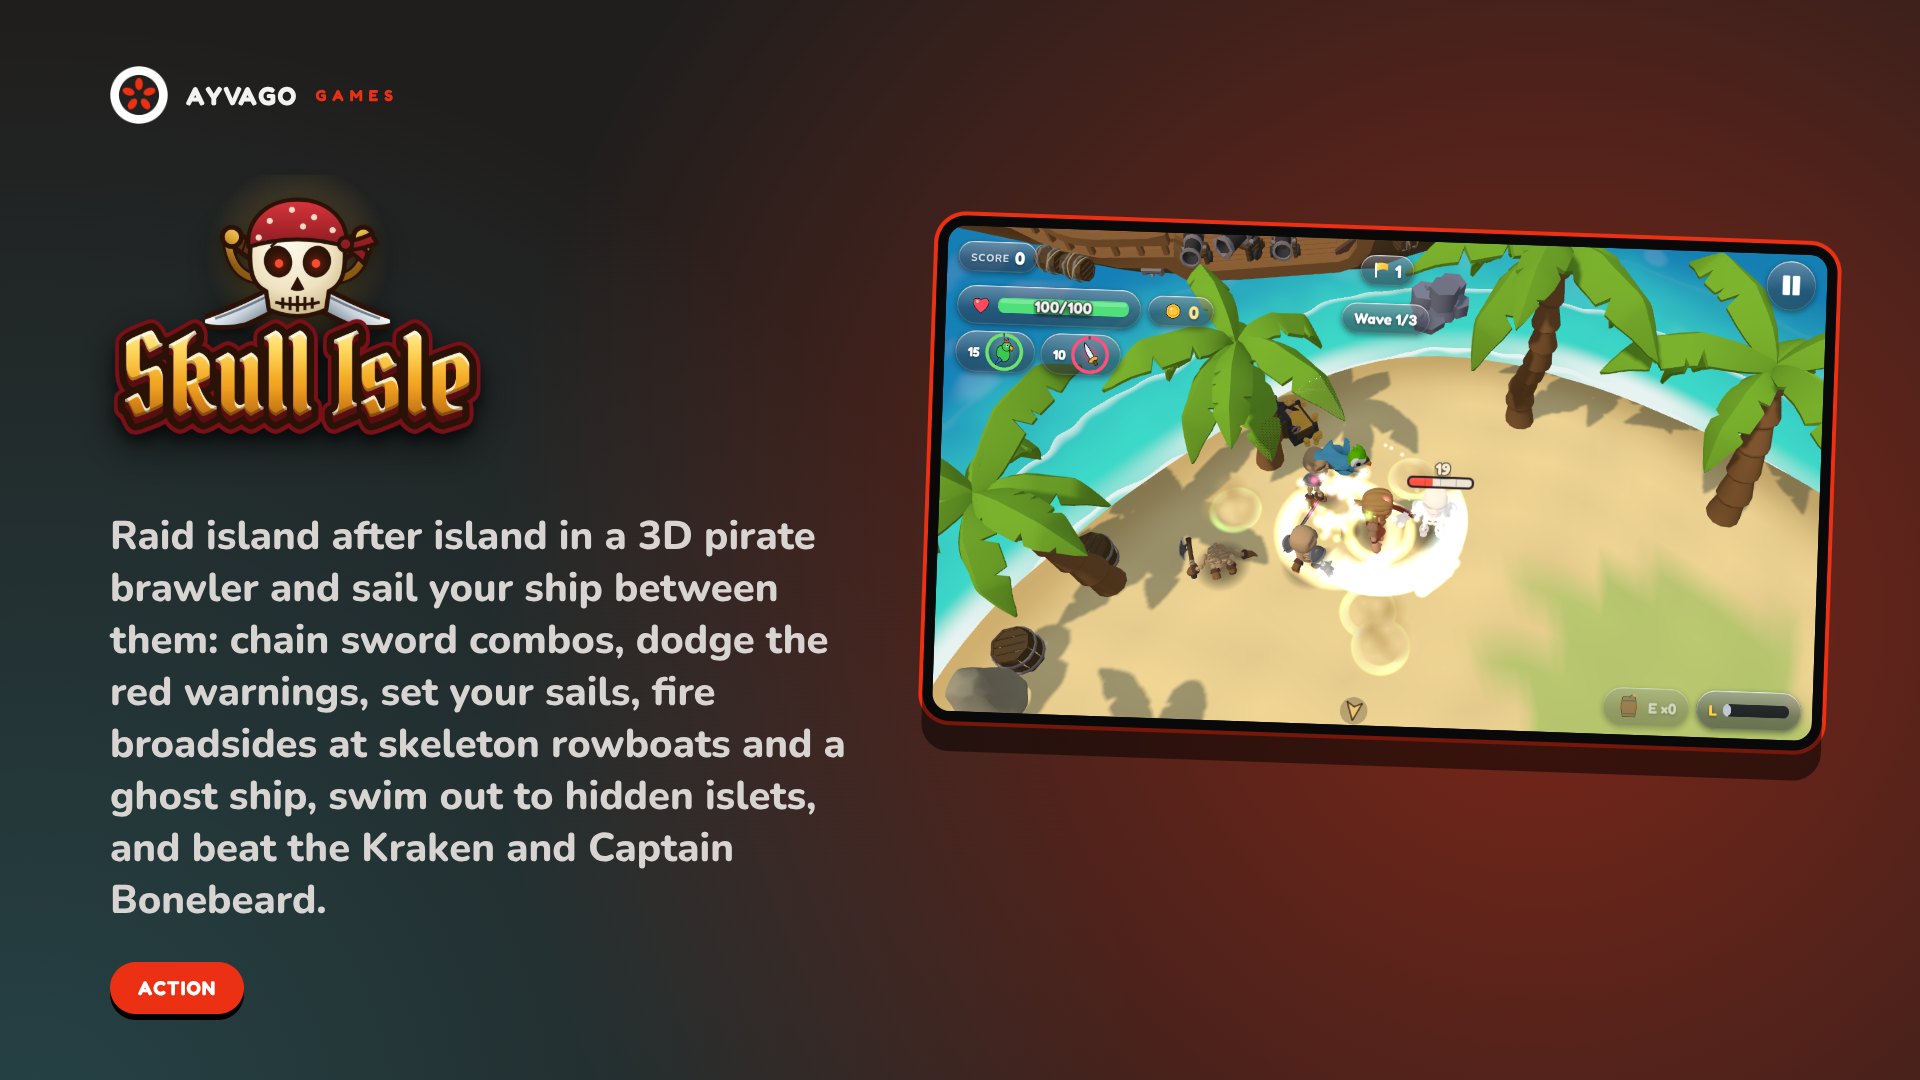 AYVAGO GAMES
Skull Isle
Raid island after island in a 3D pirate
brawler and sail your ship between
them: chain sword combos, dodge the
red warnings, set your sails, fire
broadsides at skeleton rowboats and a
ghost ship, swim out to hidden islets,
and beat the Kraken and Captain
Bonebeard.
ACTION
SCORE 0
1
100/100
0
Wave 1/3
15
10
19
E x0
L